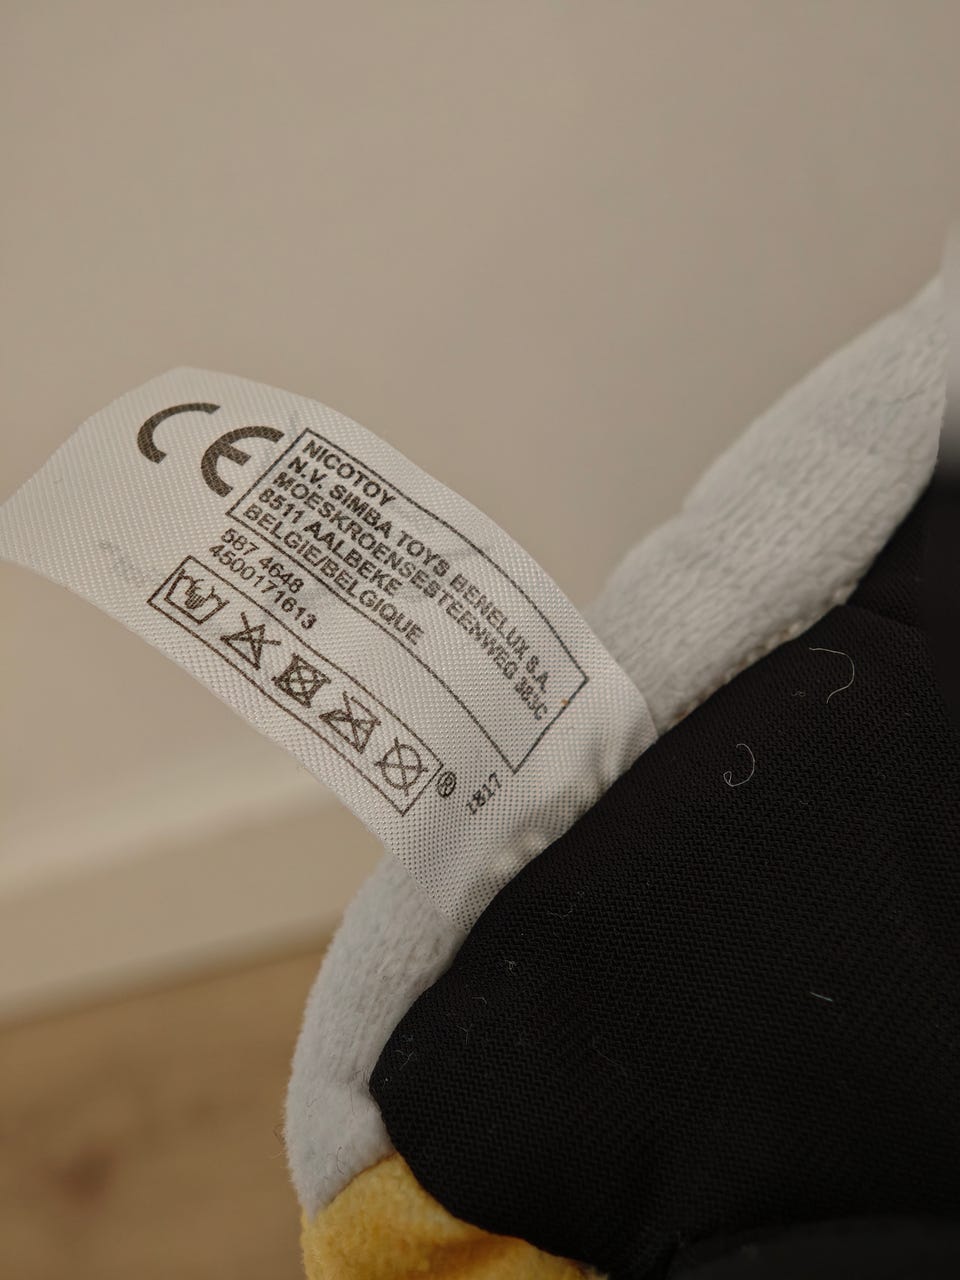 CE
NICOTOY
N.V. SIMBA TOYS BENELUX S.A.
MOESKROENSESTEENWEG 383C
8511 AALBEKE
BELGIE/BELGIQUE
587 4648
4500171613
®
1817